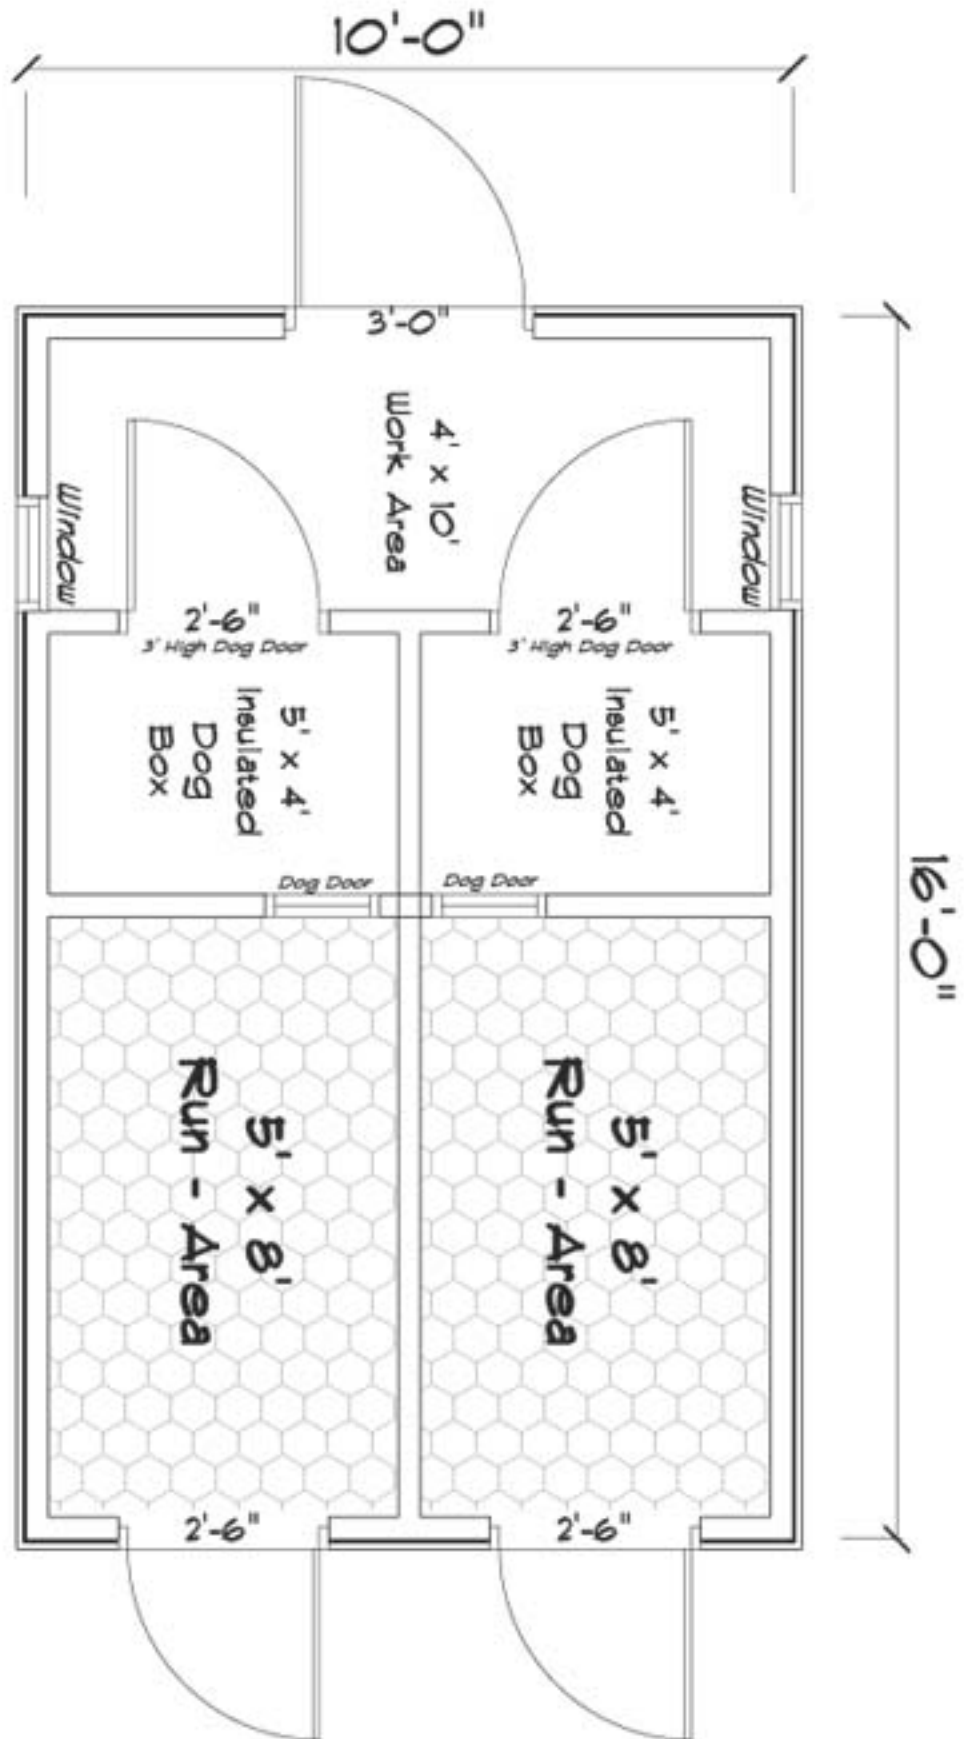 10'-0"
3'-0"
4' x 10'
Work Area
Window
Window
16'-0"
2'-6"
3' High Dog Door
2'-6"
3' High Dog Door
5' x 4'
Insulated
Dog
Box
5' x 4'
Insulated
Dog
Box
Dog Door
Dog Door
5' x 8'
Run - Area
5' x 8'
Run - Area
2'-6"
2'-6"